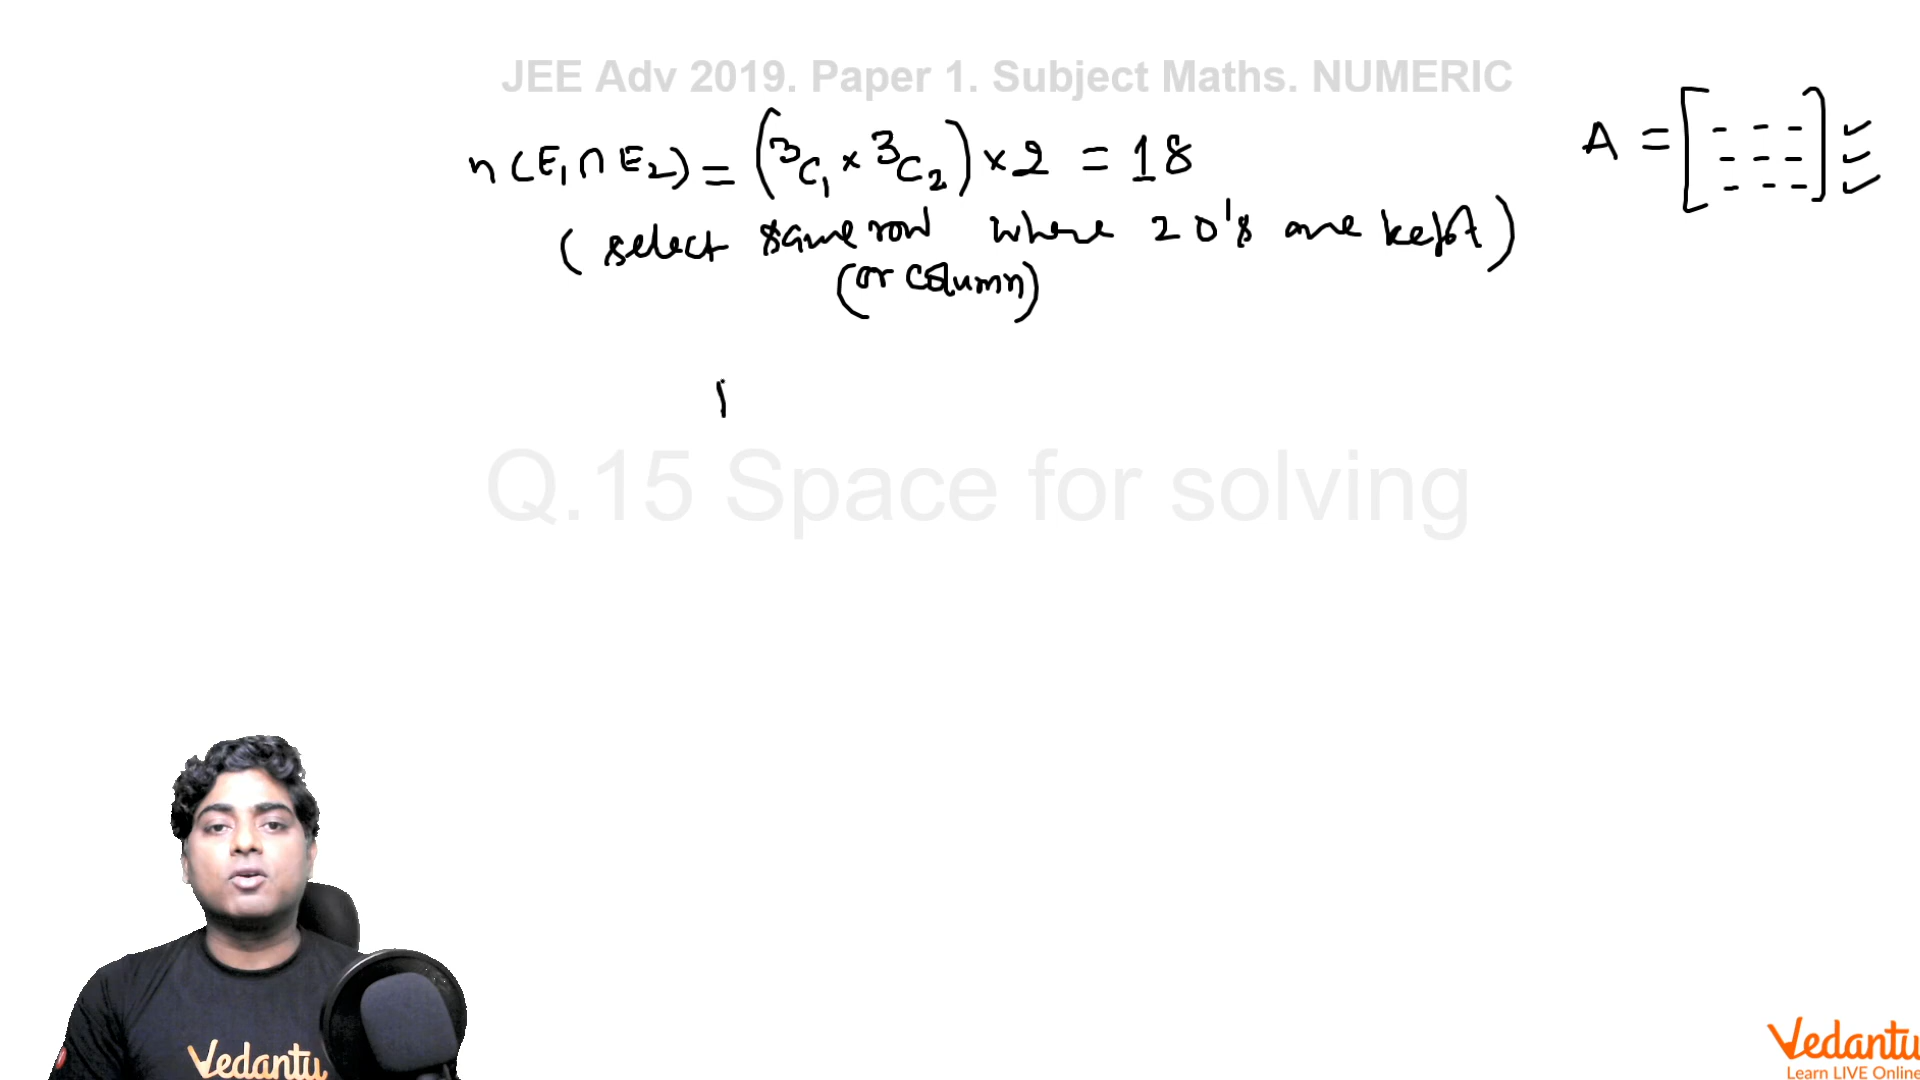 JEE Adv 2019. Paper 1. Subject Maths. NUMERIC
n(E₁∩E₂) = (³C₁ × ³C₂) × 2 = 18
A = [- - - - - - - - -] ✓ ✓ ✓
(select same row where 2 0's are kept)
(or column)
Q.15 Space for solving
Vedantu
Vedantu
Learn LIVE Online